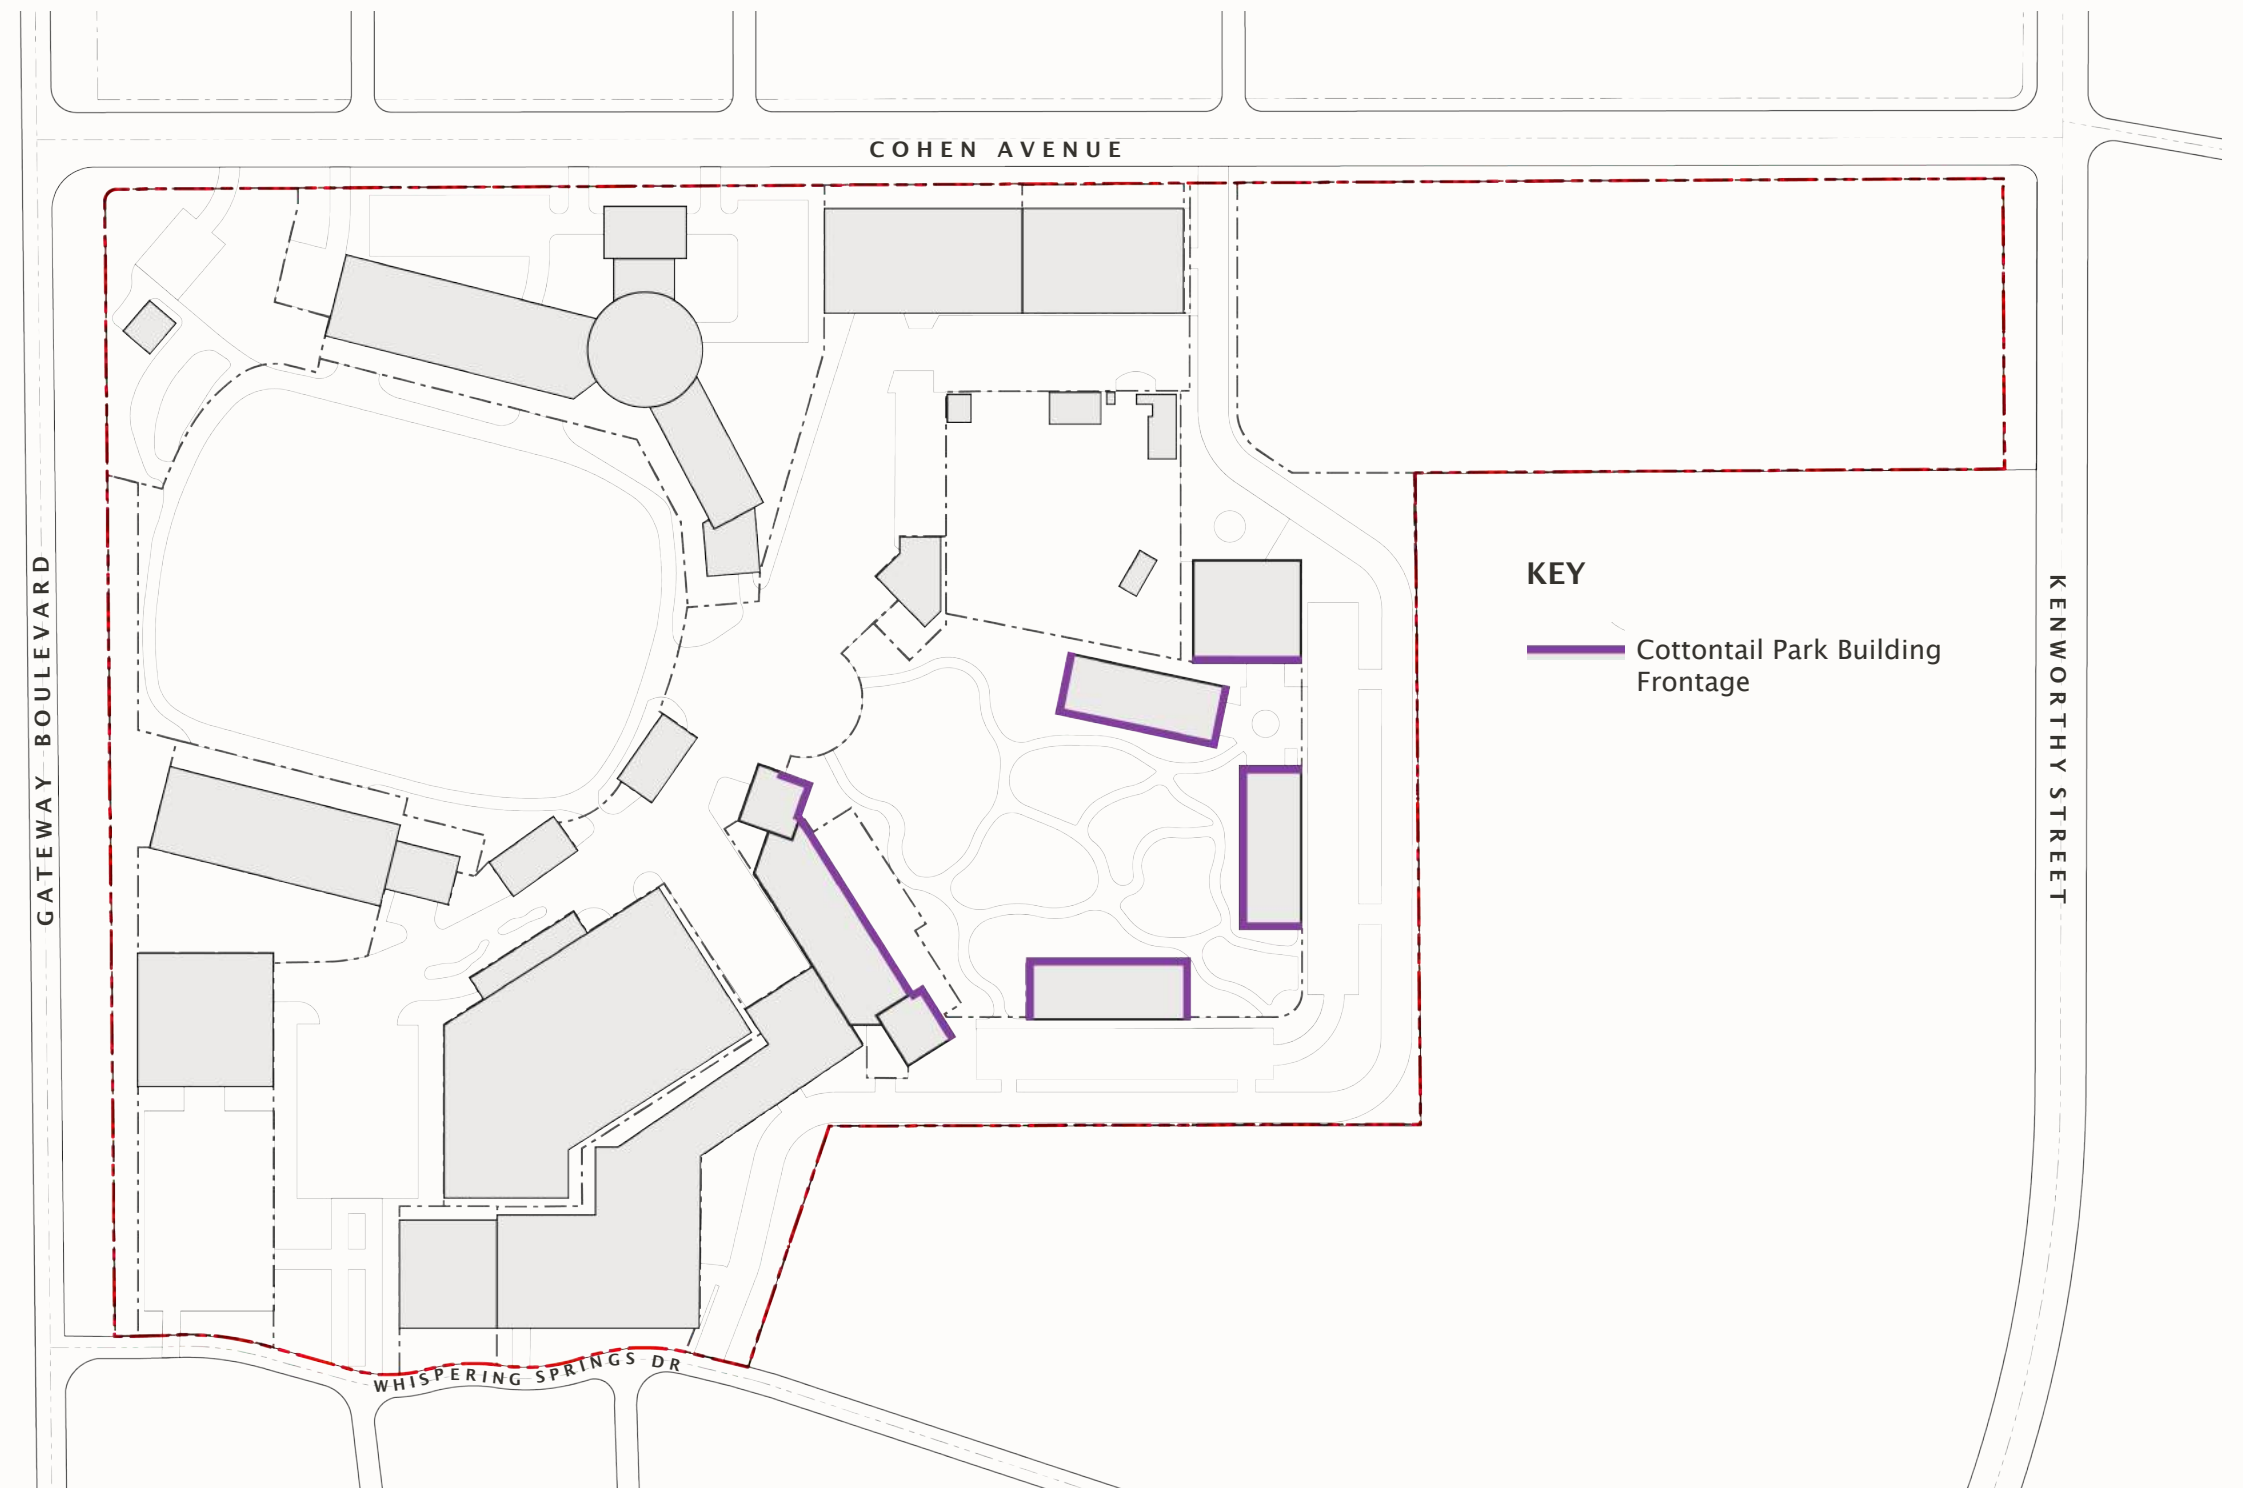 COHEN AVENUE
GATEWAY BOULEVARD
KENWORTHY STREET
KEY
Cottontail Park Building
Frontage
WHISPERING SPRINGS DR